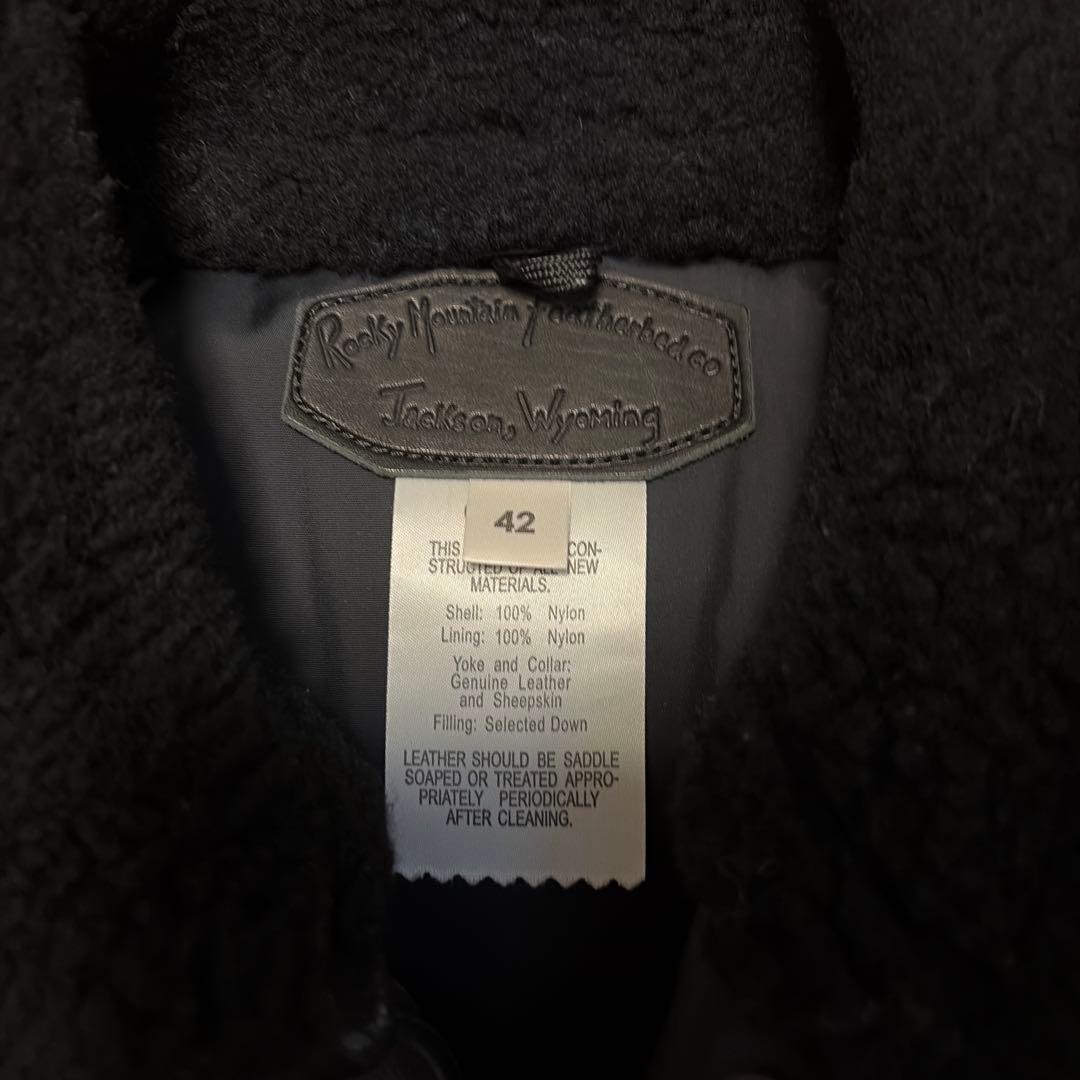 Rocky Mountain Featherbed co
Jackson, Wyoming
42
THIS CON-
STRUCTED OF ALL NEW
MATERIALS.
Shell: 100% Nylon
Lining: 100% Nylon
Yoke and Collar:
Genuine Leather
and Sheepskin
Filling: Selected Down
LEATHER SHOULD BE SADDLE
SOAPED OR TREATED APPRO-
PRIATELY PERIODICALLY
AFTER CLEANING.